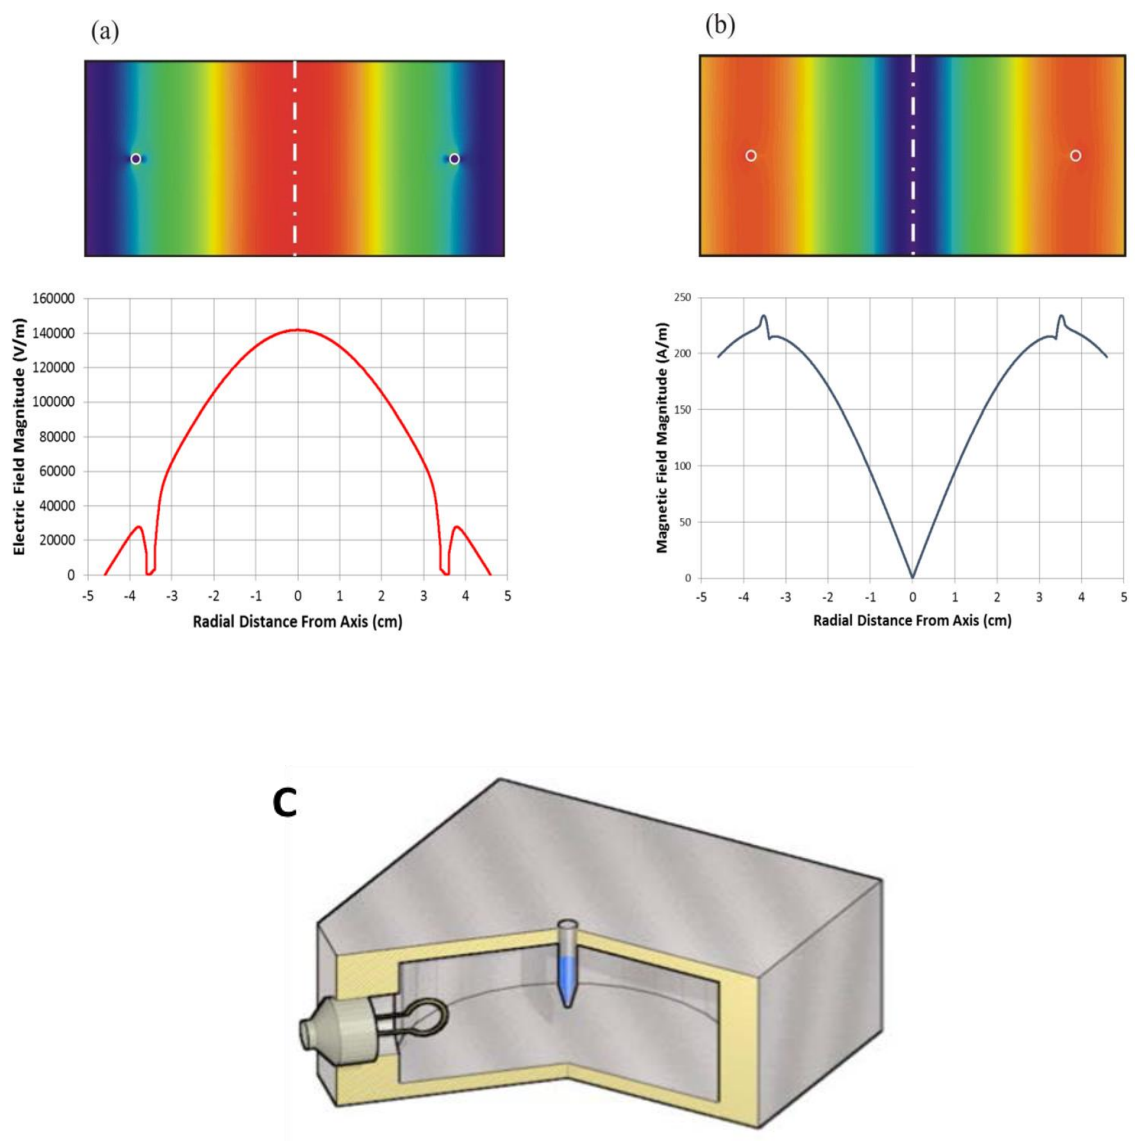 (a)
160000
140000
120000
100000
80000
60000
40000
20000
0
Electric Field Magnitude (V/m)
-5 -4 -3 -2 -1 0 1 2 3 4 5
Radial Distance From Axis (cm)
(b)
250
200
150
100
50
0
Magnetic Field Magnitude (A/m)
-5 -4 -3 -2 -1 0 1 2 3 4 5
Radial Distance From Axis (cm)
C